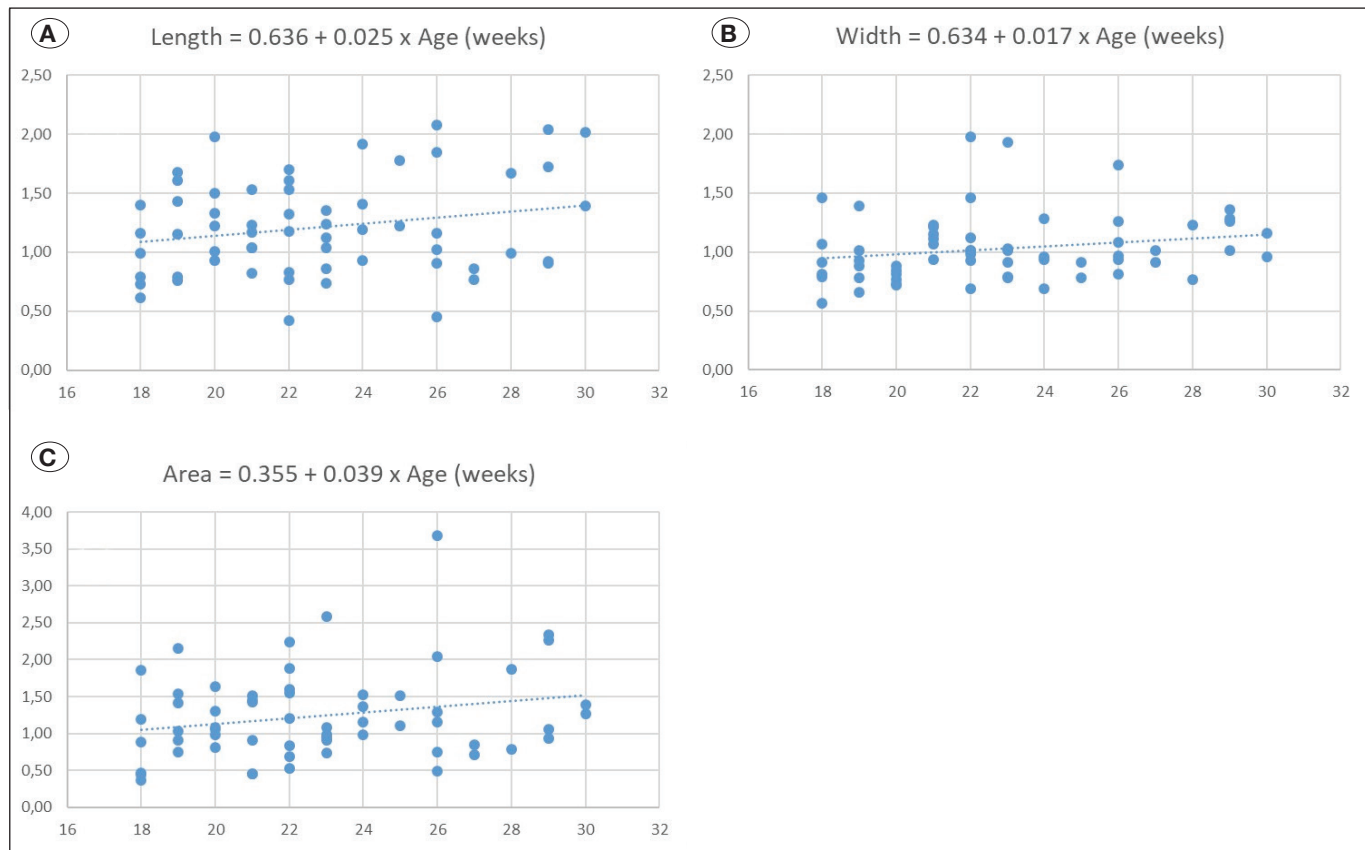 A
Length = 0.636 + 0.025 x Age (weeks)
2,50
2,00
1,50
1,00
0,50
0,00
16 18 20 22 24 26 28 30 32
B
Width = 0.634 + 0.017 x Age (weeks)
2,50
2,00
1,50
1,00
0,50
0,00
16 18 20 22 24 26 28 30 32
C
Area = 0.355 + 0.039 x Age (weeks)
4,00
3,50
3,00
2,50
2,00
1,50
1,00
0,50
0,00
16 18 20 22 24 26 28 30 32